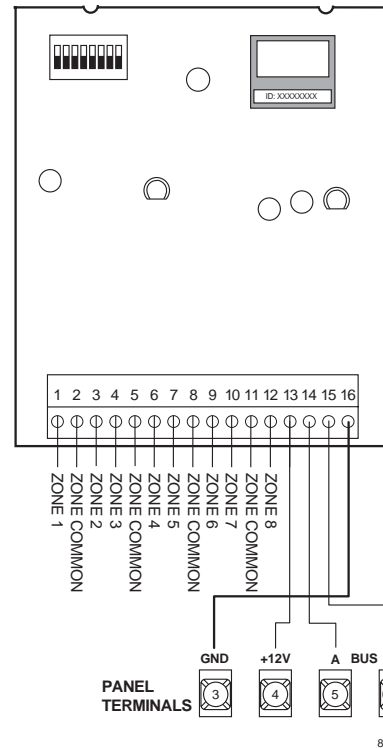 ID: XXXXXXXX
1 2 3 4 5 6 7 8 9 10 11 12 13 14 15 16
ZONE 1
ZONE COMMON
ZONE 2
ZONE 3
ZONE COMMON
ZONE 4
ZONE 5
ZONE COMMON
ZONE 6
ZONE 7
ZONE COMMON
ZONE 8
GND +12V A BUS
PANEL
TERMINALS
3 4 5
8